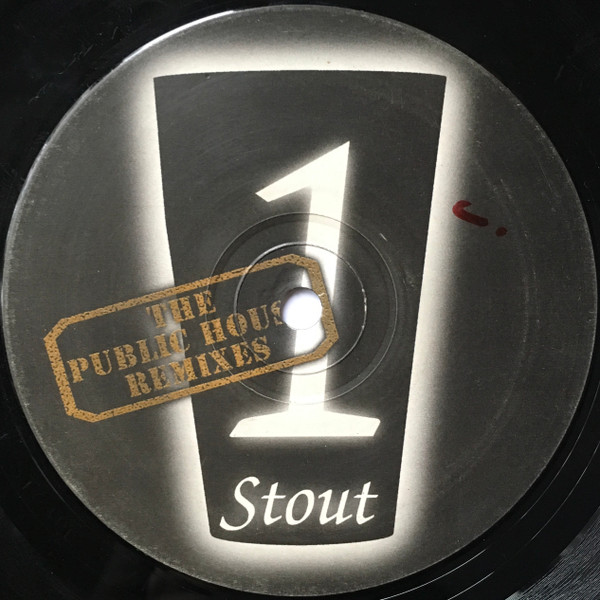 1
THE
PUBLIC HOUS
REMIXES
Stout